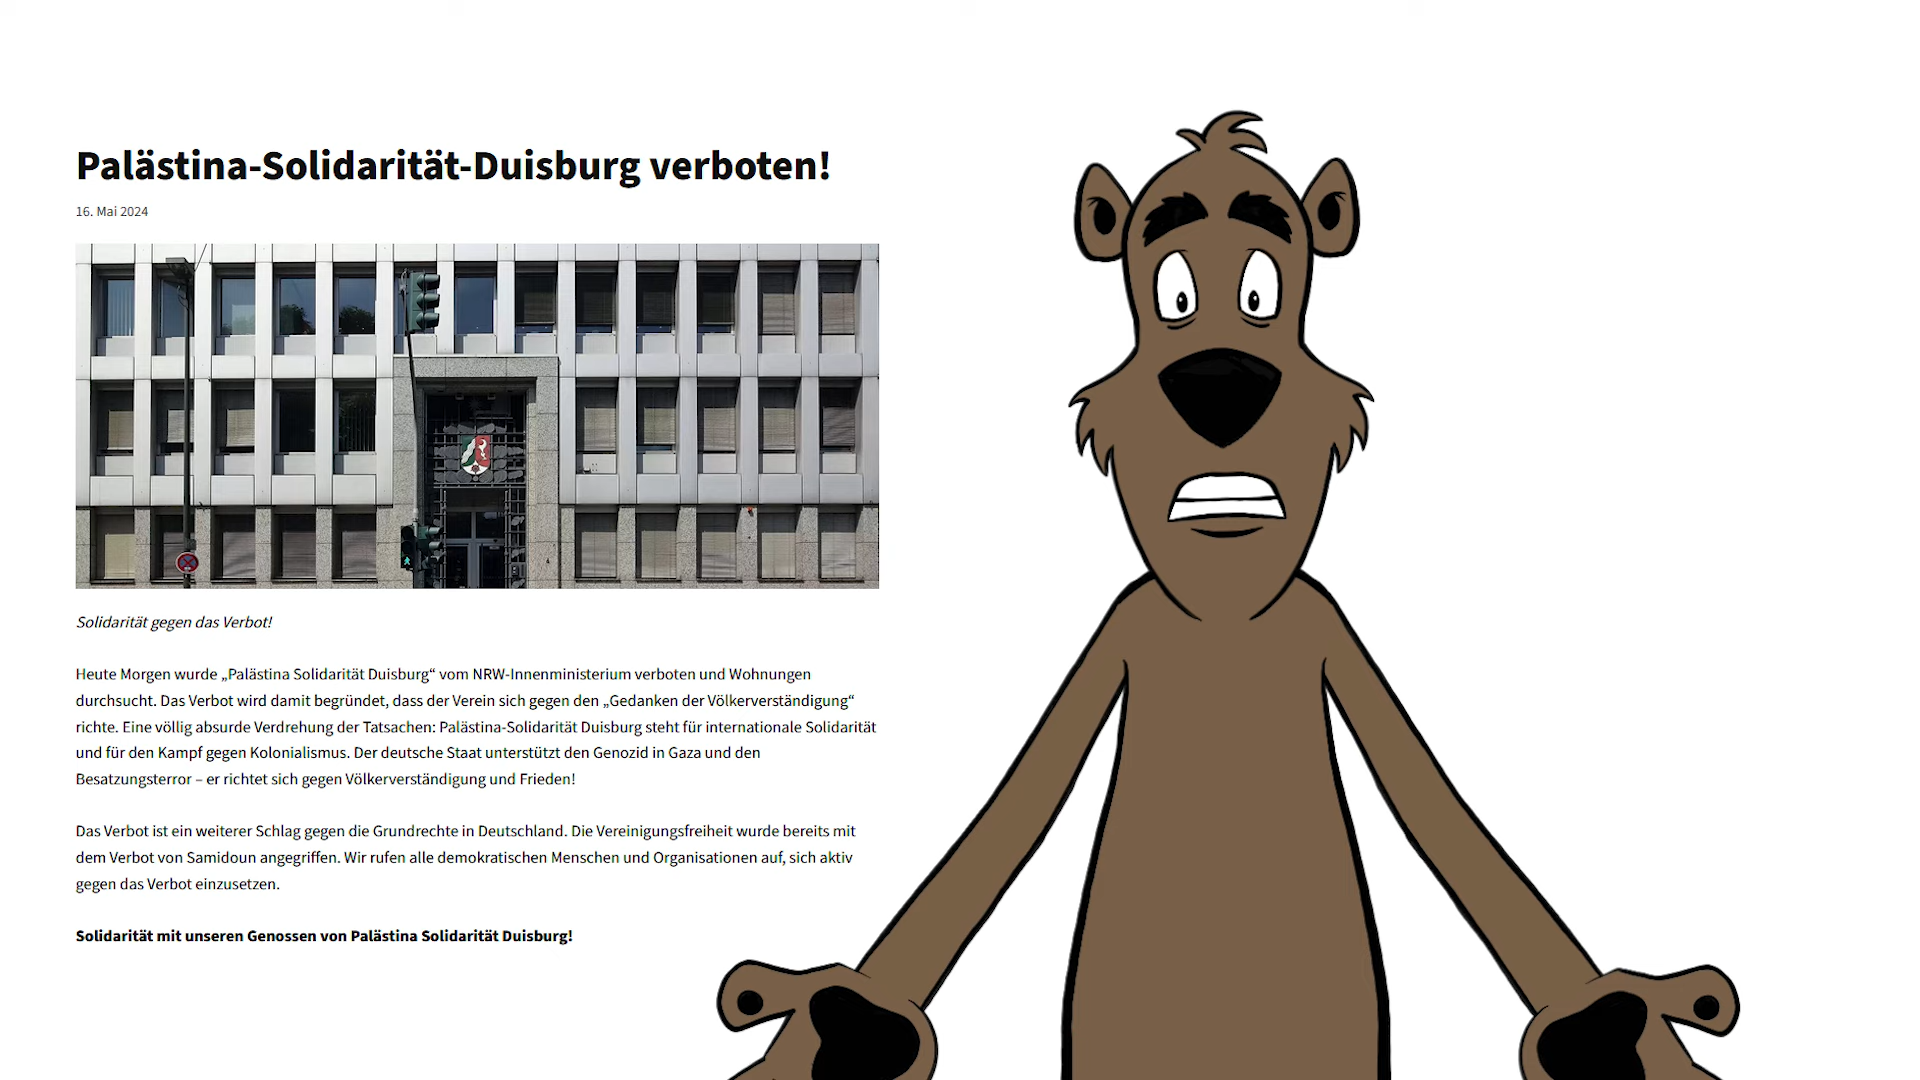 Palästina-Solidarität-Duisburg verboten!
16. Mai 2024
Solidarität gegen das Verbot!
Heute Morgen wurde „Palästina Solidarität Duisburg“ vom NRW-Innenministerium verboten und Wohnungen
durchsucht. Das Verbot wird damit begründet, dass der Verein sich gegen den „Gedanken der Völkerverständigung“
richte. Eine völlig absurde Verdrehung der Tatsachen: Palästina-Solidarität Duisburg steht für internationale Solidarität
und für den Kampf gegen Kolonialismus. Der deutsche Staat unterstützt den Genozid in Gaza und den
Besatzungsterror – er richtet sich gegen Völkerverständigung und Frieden!
Das Verbot ist ein weiterer Schlag gegen die Grundrechte in Deutschland. Die Vereinigungsfreiheit wurde bereits mit
dem Verbot von Samidoun angegriffen. Wir rufen alle demokratischen Menschen und Organisationen auf, sich aktiv
gegen das Verbot einzusetzen.
Solidarität mit unseren Genossen von Palästina Solidarität Duisburg!